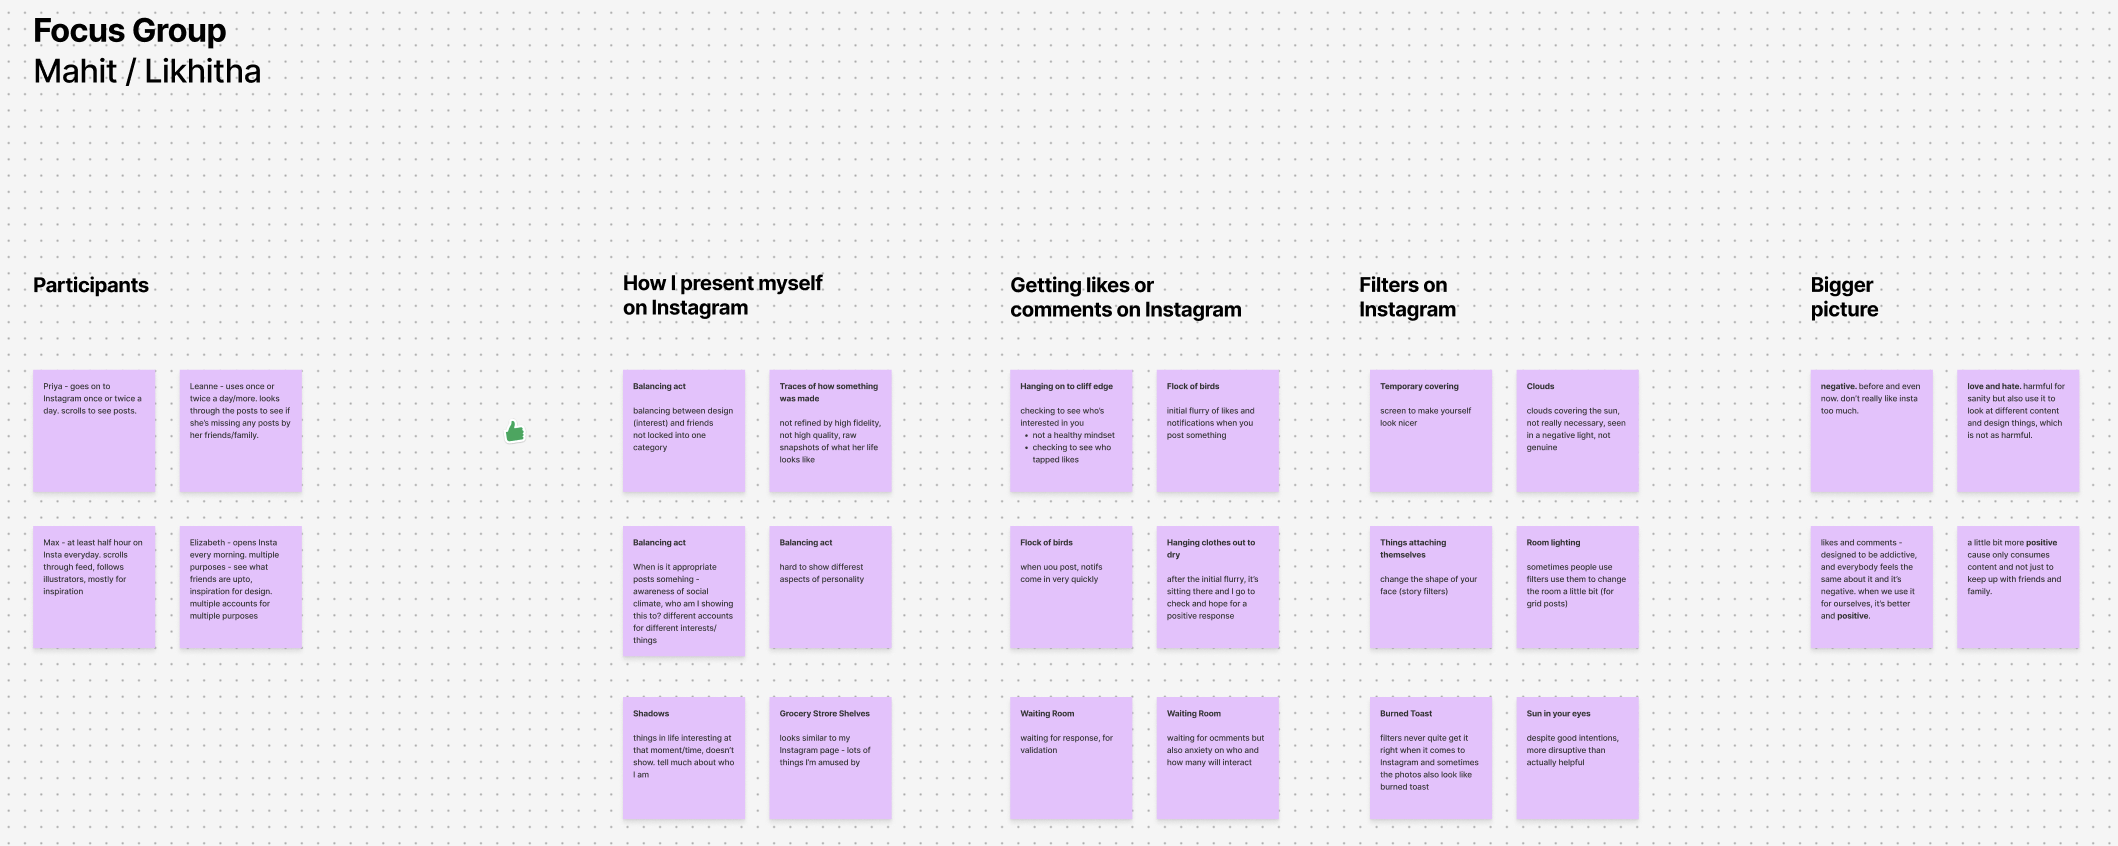 Focus Group
Mahit / Likhitha
Participants
Priya - goes on to
Instagram once or twice a
day. scrolls to see posts.
Leanne - uses once or
twice a day/more. looks
through the posts to see if
she's missing any posts by
her friends/family.
Max - at least half hour on
Insta everyday. scrolls
through feed, follows
illustrators, mostly for
inspiration
Elizabeth - opens Insta
every morning. multiple
purposes - see what
friends are upto,
inspiration for design.
multiple accounts for
multiple purposes
How I present myself
on Instagram
Balancing act
balancing between design
(interest) and friends
not locked into one
category
Traces of how something
was made
not refined by high fidelity,
not high quality, raw
snapshots of what her life
looks like
Balancing act
When is it appropriate
posts somehing -
awareness of social
climate, who am I showing
this to? different accounts
for different interests/
things
Balancing act
hard to show different
aspects of personality
Shadows
things in life interesting at
that moment/time, doesn't
show. tell much about who
I am
Grocery Strore Shelves
looks similar to my
Instagram page - lots of
things I'm amused by
Getting likes or
comments on Instagram
Hanging on to cliff edge
checking to see who's
interested in you
• not a healthy mindset
• checking to see who
tapped likes
Flock of birds
initial flurry of likes and
notifications when you
post something
Flock of birds
when uou post, notifs
come in very quickly
Hanging clothes out to
dry
after the initial flurry, it's
sitting there and I go to
check and hope for a
positive response
Waiting Room
waiting for response, for
validation
Waiting Room
waiting for ocmments but
also anxiety on who and
how many will interact
Filters on
Instagram
Temporary covering
screen to make yourself
look nicer
Clouds
clouds covering the sun,
not really necessary, seen
in a negative light, not
genuine
Things attaching
themselves
change the shape of your
face (story filters)
Room lighting
sometimes people use
filters use them to change
the room a little bit (for
grid posts)
Burned Toast
filters never quite get it
right when it comes to
Instagram and sometimes
the photos also look like
burned toast
Sun in your eyes
despite good intentions,
more disruptive than
actually helpful
Bigger
picture
negative. before and even
now. don't really like insta
too much.
love and hate. harmful for
sanity but also use it to
look at different content
and design things, which
is not as harmful.
likes and comments -
designed to be addictive,
and everybody feels the
same about it and it's
negative. when we use it
for ourselves, it's better
and positive.
a little bit more positive
cause only consumes
content and not just to
keep up with friends and
family.